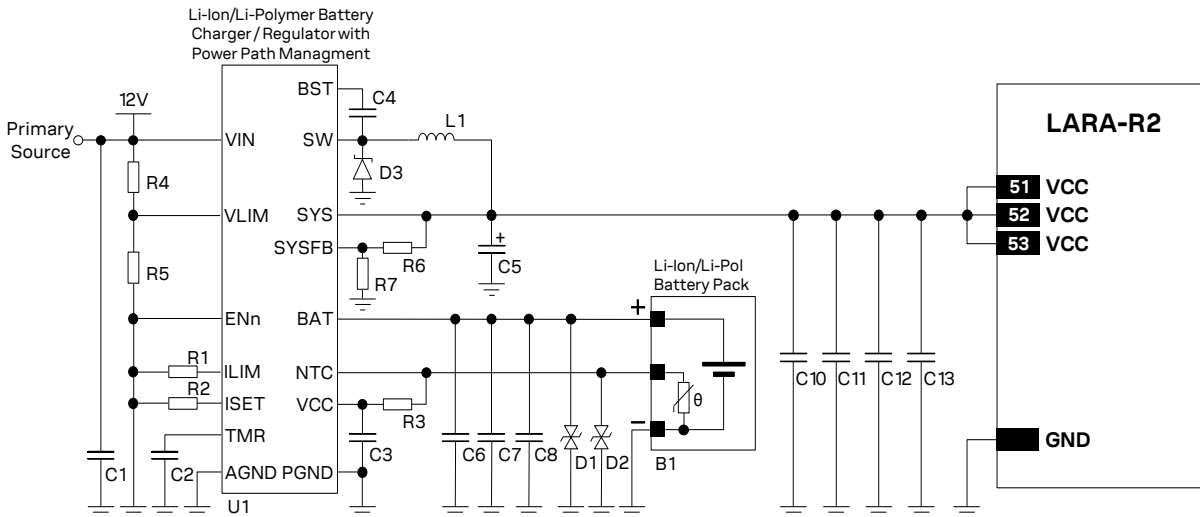 Li-Ion/Li-Polymer Battery
Charger / Regulator with
Power Path Managment
12V
Primary
Source
BST
C4
L1
VIN
SW
D3
R4
VLIM
SYS
SYSFB
R6
R7
C5
+
R5
ENn
BAT
R1
ILIM
NTC
R2
ISET
VCC
R3
TMR
C1
C2
AGND
PGND
C3
U1
C6
C7
C8
D1
D2
Li-Ion/Li-Pol
Battery Pack
+
θ
–
B1
C10
C11
C12
C13
LARA-R2
51 VCC
52 VCC
53 VCC
GND